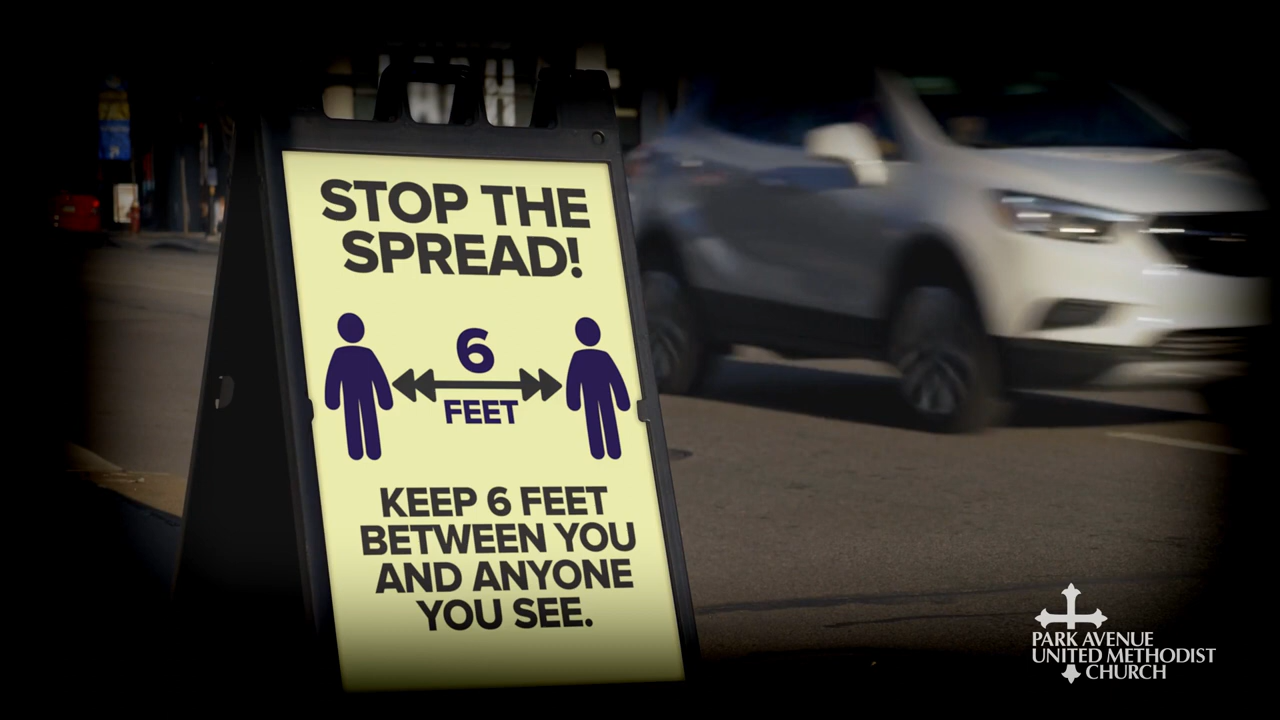 STOP THE
SPREAD!
6
FEET
KEEP 6 FEET
BETWEEN YOU
AND ANYONE
YOU SEE.
PARK AVENUE
UNITED METHODIST
CHURCH